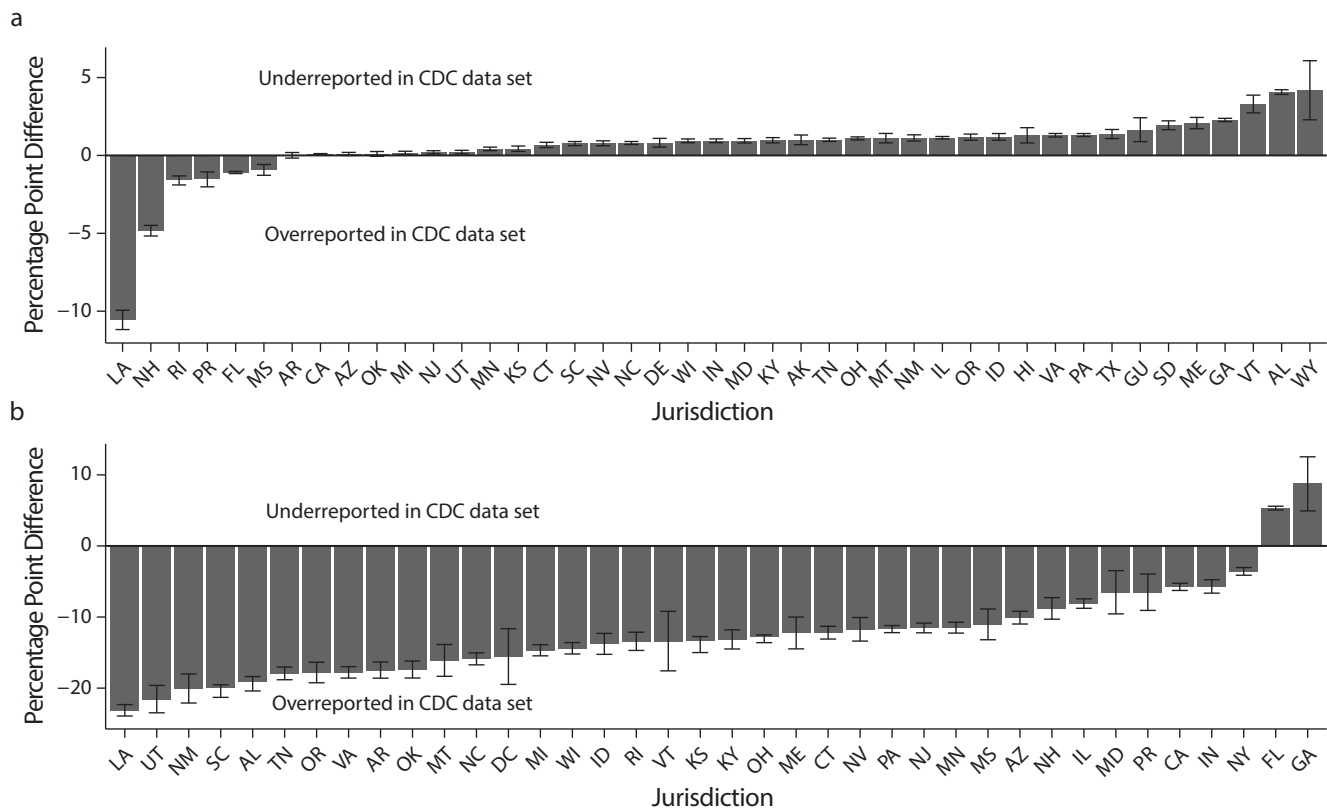 a
Percentage Point Difference
5
0
−5
−10
Underreported in CDC data set
Overreported in CDC data set
LA NH RI PR FL MS AR CA AZ OK MI NJ UT MN KS CT SC NV NC DE WI IN MD KY AK TN OH MT NM IL OR ID HI VA PA TX GU SD ME GA VT AL WY
Jurisdiction
b
Percentage Point Difference
10
0
−10
−20
Underreported in CDC data set
Overreported in CDC data set
LA UT NM SC AL TN OR VA AR OK MT NC DC MI WI ID RI VT KS KY OH ME CT NV PA NJ MN MS AZ NH IL MD PR CA IN NY FL GA
Jurisdiction